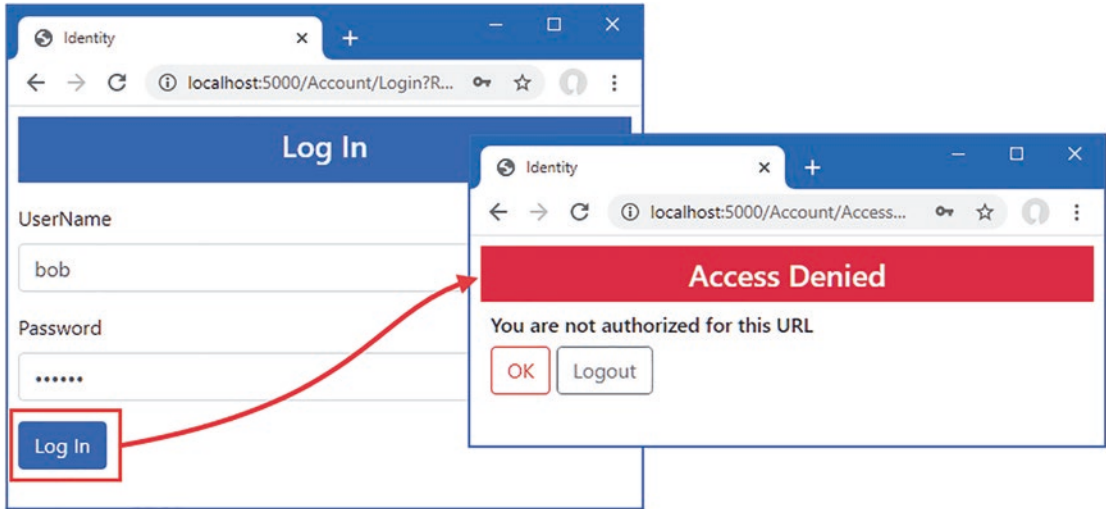 Identity
localhost:5000/Account/Login?R...
Log In
UserName
bob
Password
••••••
Log In
Identity
localhost:5000/Account/Access...
Access Denied
You are not authorized for this URL
OK
Logout